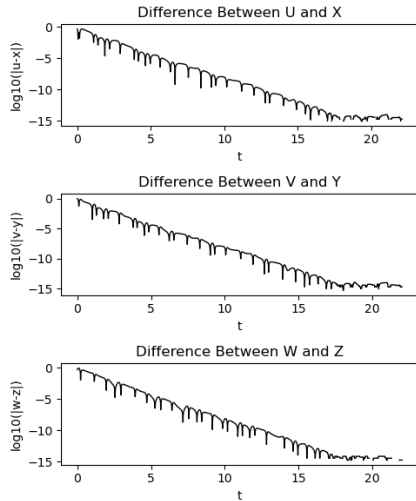 Difference Between U and X
log10(|u-x|)
0
−5
−10
−15
0 5 10 15 20
t
Difference Between V and Y
log10(|v-y|)
0
−5
−10
−15
0 5 10 15 20
t
Difference Between W and Z
log10(|w-z|)
0
−5
−10
−15
0 5 10 15 20
t